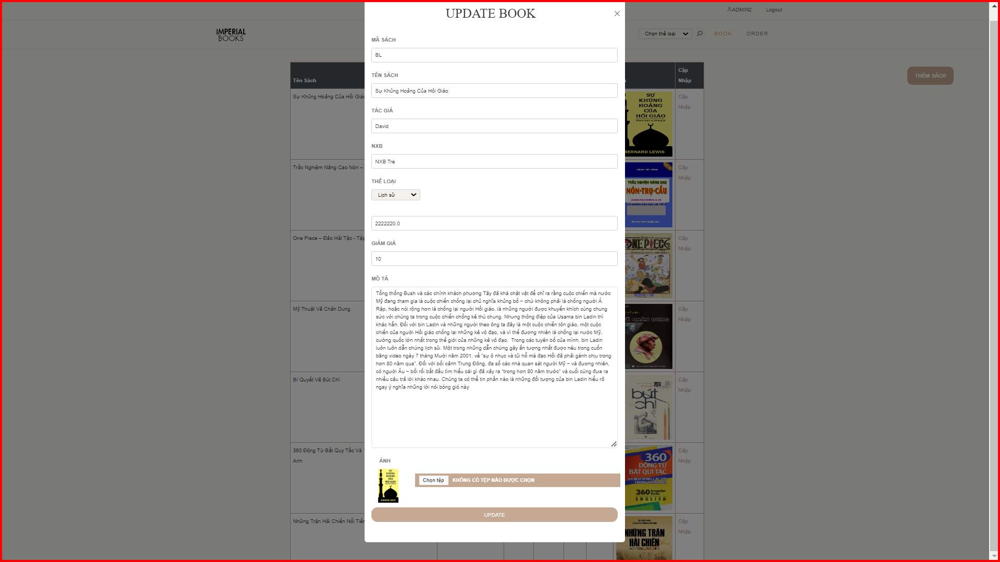 UPDATE BOOK
ADMIN2
Logout
IMPERIAL
BOOKS
Chọn thể loại
BOOK
ORDER
THÊM SÁCH
Tên Sách
Cập
Nhập
Sự Khủng Hoảng Của Hồi Giáo
Cập
Nhập
Trắc Nghiệm Nâng Cao Nón –
Cập
Nhập
One Piece – Đảo Hải Tặc - Tập
Cập
Nhập
Mỹ Thuật Vẽ Chân Dung
Cập
Nhập
Bí Quyết Vẽ Bút Chì
Cập
Nhập
360 Động Từ Bất Quy Tắc Và
Anh
Cập
Nhập
Những Trận Hải Chiến Nổi Tiến
Cập
Nhập
MÃ SÁCH
BL
TÊN SÁCH
Sự Khủng Hoảng Của Hồi Giáo
TÁC GIẢ
David
NXB
NXB Tre
THỂ LOẠI
Lịch sử
2222220.0
GIẢM GIÁ
10
MÔ TẢ
Tổng thống Bush và các chính khách phương Tây đã khá chật vật để chỉ ra rằng cuộc chiến mà nước
Mỹ đang tham gia là cuộc chiến chống lại chủ nghĩa khủng bố – chứ không phải là chống người Ả
Rập, hoặc nói rộng hơn là chống lại người Hồi giáo, là những người được khuyến khích cùng chung
sức với chúng ta trong cuộc chiến chống kẻ thù chung. Nhưng thông điệp của Usama bin Ladin thì
khác hẳn. Đối với bin Ladin và những người theo ông ta đây là một cuộc chiến tôn giáo, một cuộc
chiến của người Hồi giáo chống lại những kẻ vô đạo, và vì thế đương nhiên là chống lại nước Mỹ,
cường quốc lớn nhất trong thế giới của những kẻ vô đạo.  Trong các tuyên bố của mình, bin Ladin
luôn luôn dẫn chứng lịch sử. Một trong những dẫn chứng gây ấn tượng nhất được nêu trong cuốn
băng video ngày 7 tháng Mười năm 2001, về “sự ô nhục và tủi hổ mà đạo Hồi đã phải gánh chịu trong
hơn 80 năm qua”. Đối với bối cảnh Trung Đông, đa số các nhà quan sát người Mỹ – và đương nhiên,
có người Âu – bối rối bắt đầu tìm hiểu cái gì đã xảy ra “trong hơn 80 năm trước” và cuối cùng đưa ra
nhiều câu trả lời khác nhau. Chúng ta có thể tin phần nào là những đối tượng của bin Ladin hiểu rõ
ngay ý nghĩa những lời nói bóng gió này
ẢNH
Chọn tệp KHÔNG CÓ TỆP NÀO ĐƯỢC CHỌN
UPDATE
SỰ
KHỦNG
HOẢNG
CỦA
HỒI GIÁO
BERNARD LEWIS
ĐẶNG VIỆT ĐÔNG
NEW
TRẮC NGHIỆM NÂNG CAO
NÓN-TRỤ-CẦU
ÔN THI THPT QUỐC GIA
ONE PIECE
CHÂN DUNG
VẼ
bút
chì
360
ĐỘNG TỪ
BẤT QUI TẮC
360 Irregular
Verbs
ENGLISH
NHỮNG TRẬN
HẢI CHIẾN
NỔI TIẾNG THẾ GIỚI